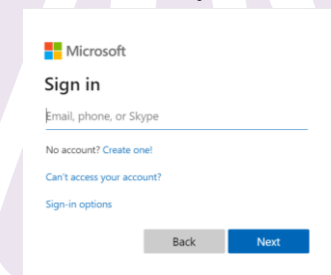 Microsoft
Sign in
Email, phone, or Skype
No account? Create one!
Can't access your account?
Sign-in options
Back Next